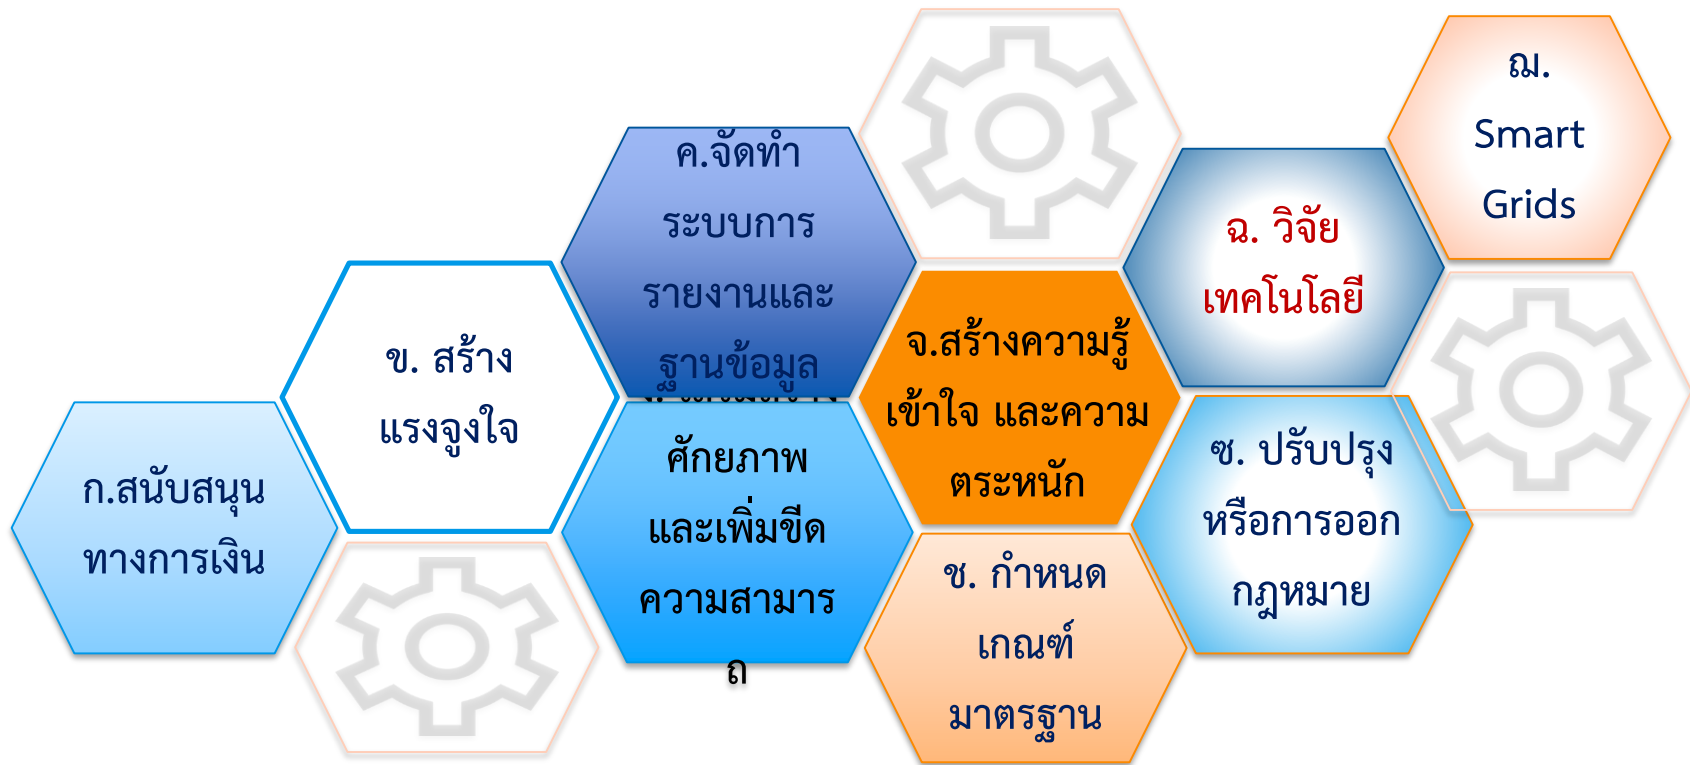 ก.สนับสนุน
ทางการเงิน
ข. สร้าง
แรงจูงใจ
ค.จัดทำ
ระบบการ
รายงานและ
ฐานข้อมูล
ศักยภาพ
และเพิ่มขีด
ความสามาร
ถ
จ.สร้างความรู้
เข้าใจ และความ
ตระหนัก
ฉ. วิจัย
เทคโนโลยี
ช. กำหนด
เกณฑ์
มาตรฐาน
ซ. ปรับปรุง
หรือการออก
กฎหมาย
ฌ.
Smart
Grids